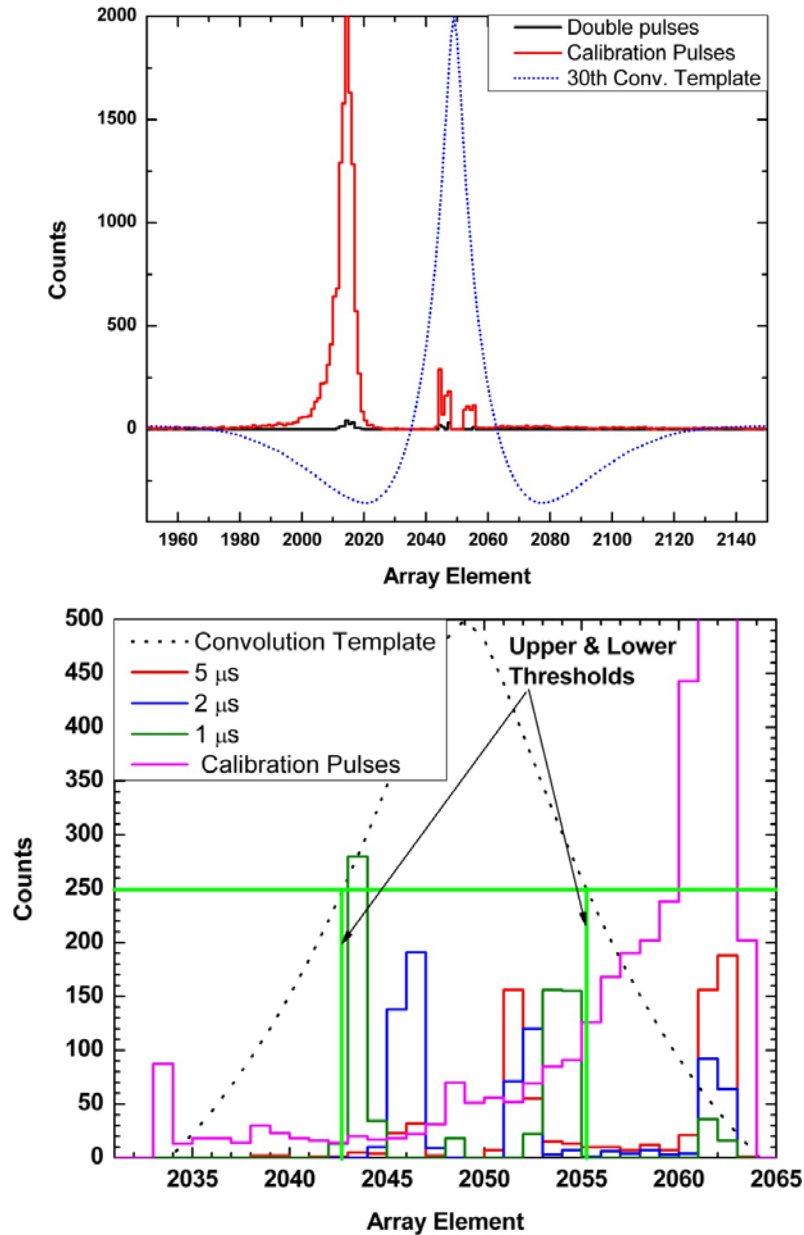 2000
1500
1000
500
0
Counts
Double pulses
Calibration Pulses
30th Conv. Template
1960 1980 2000 2020 2040 2060 2080 2100 2120 2140
Array Element
500
450
400
350
300
250
200
150
100
50
0
Counts
Convolution Template
5 μs
2 μs
1 μs
Calibration Pulses
Upper & Lower
Thresholds
2035 2040 2045 2050 2055 2060 2065
Array Element